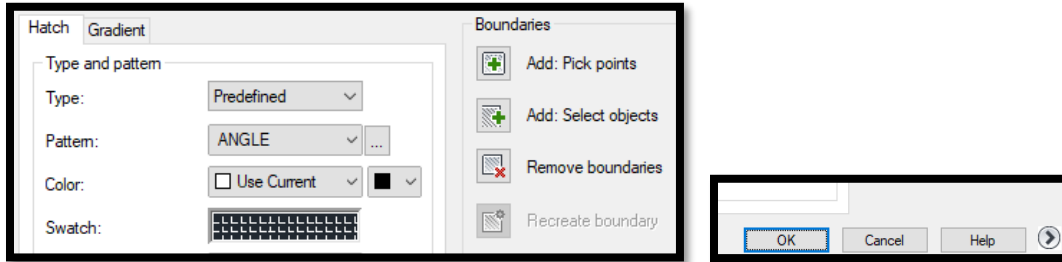 Hatch Gradient
Type and pattern
Type: Predefined
Pattern: ANGLE ...
Color: Use Current
Swatch:
Boundaries
Add: Pick points
Add: Select objects
Remove boundaries
Recreate boundary
OK Cancel Help